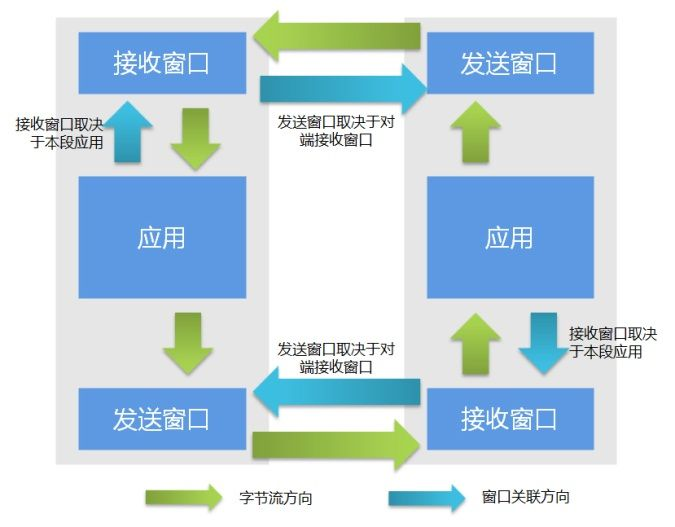 接收窗口
发送窗口
接收窗口取决
于本段应用
发送窗口取决于对
端接收窗口
应用
应用
发送窗口取决于对
端接收窗口
接收窗口取决
于本段应用
发送窗口
接收窗口
字节流方向
窗口关联方向